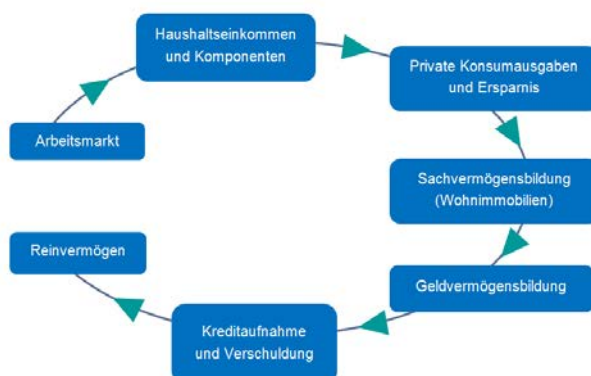 Haushaltseinkommen
und Komponenten
Private Konsumausgaben
und Ersparnis
Arbeitsmarkt
Sachvermögensbildung
(Wohnimmobilien)
Reinvermögen
Geldvermögensbildung
Kreditaufnahme
und Verschuldung